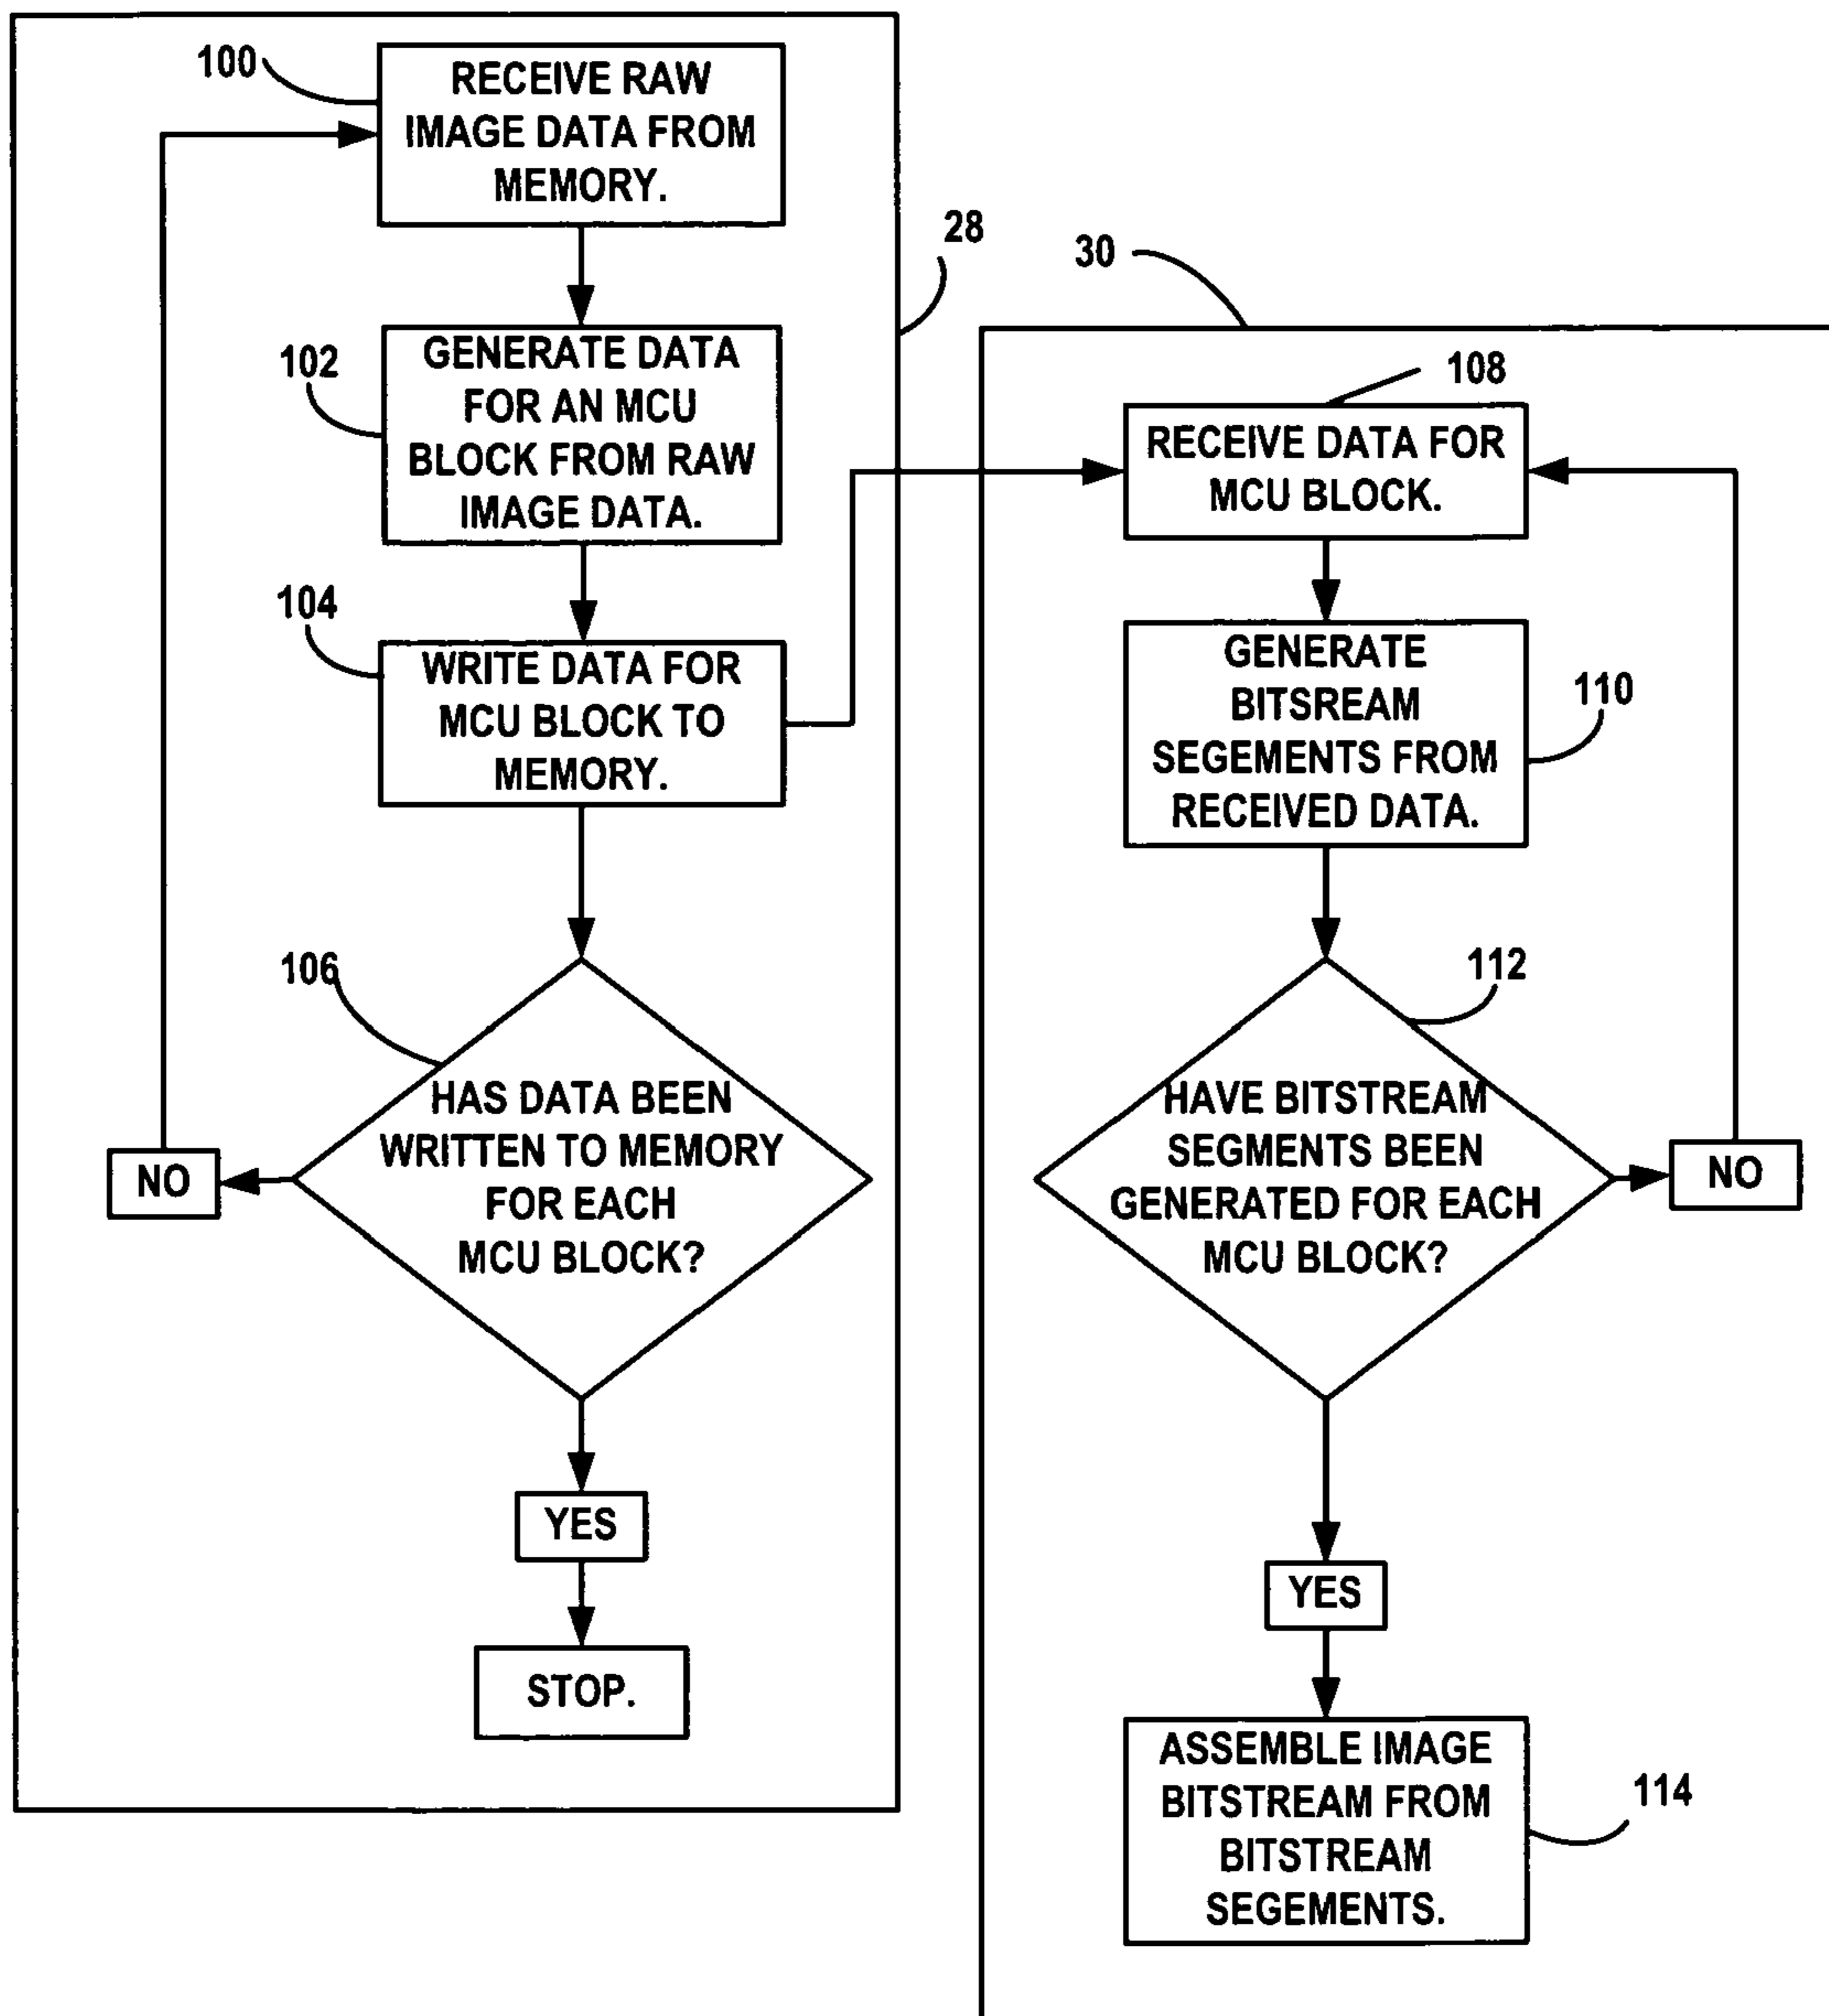 100
RECEIVE RAW
IMAGE DATA FROM
MEMORY.
28
102
GENERATE DATA
FOR AN MCU
BLOCK FROM RAW
IMAGE DATA.
104
WRITE DATA FOR
MCU BLOCK TO
MEMORY.
106
HAS DATA BEEN
WRITTEN TO MEMORY
FOR EACH
MCU BLOCK?
NO
YES
STOP.
30
108
RECEIVE DATA FOR
MCU BLOCK.
GENERATE
BITSREAM
SEGEMENTS FROM
RECEIVED DATA.
110
112
HAVE BITSTREAM
SEGMENTS BEEN
GENERATED FOR EACH
MCU BLOCK?
NO
YES
ASSEMBLE IMAGE
BITSTREAM FROM
BITSTREAM
SEGEMENTS.
114